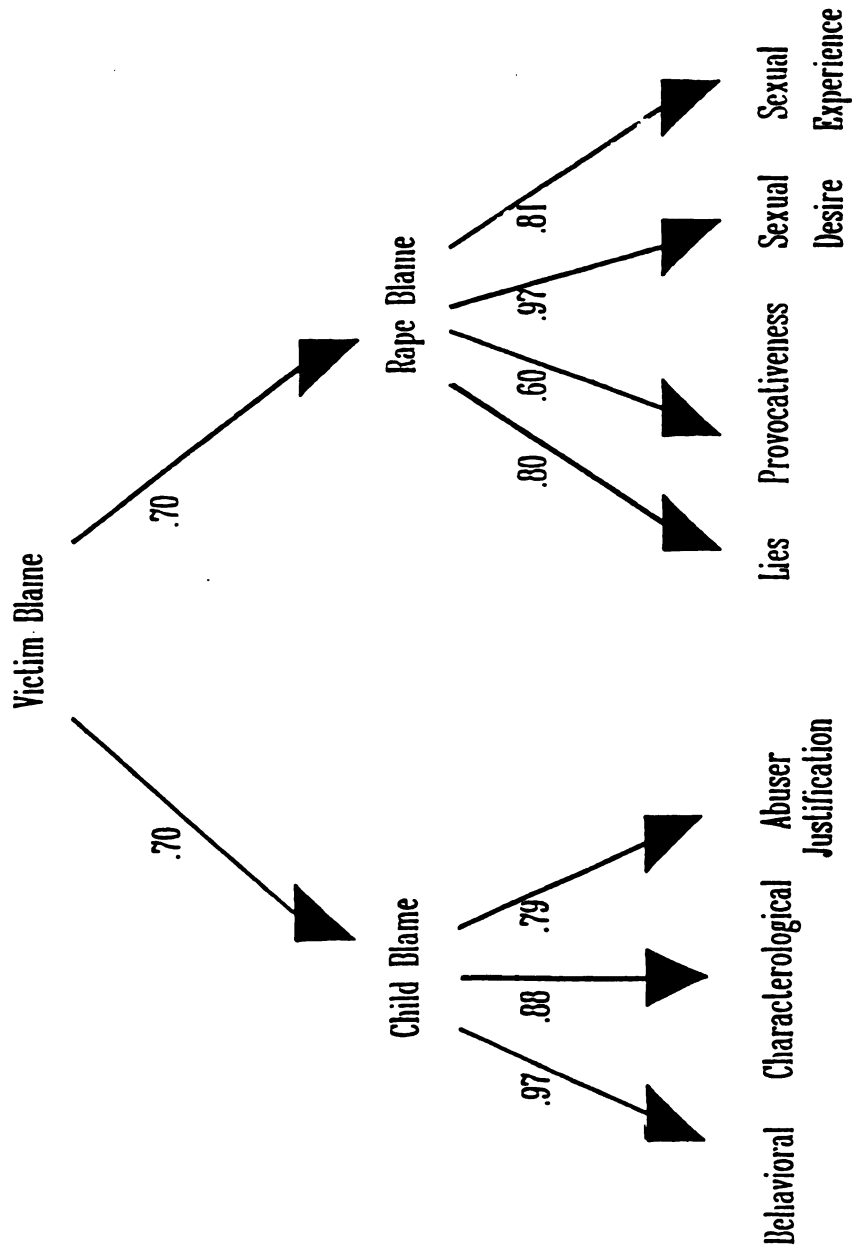 Victim Blame
.70
.70
Child Blame
Rape Blame
.97
.88
.79
.80
.60
.97
.81
Behavioral
Characterological
Abuser
Justification
Lies
Provocativeness
Sexual
Desire
Sexual
Experience